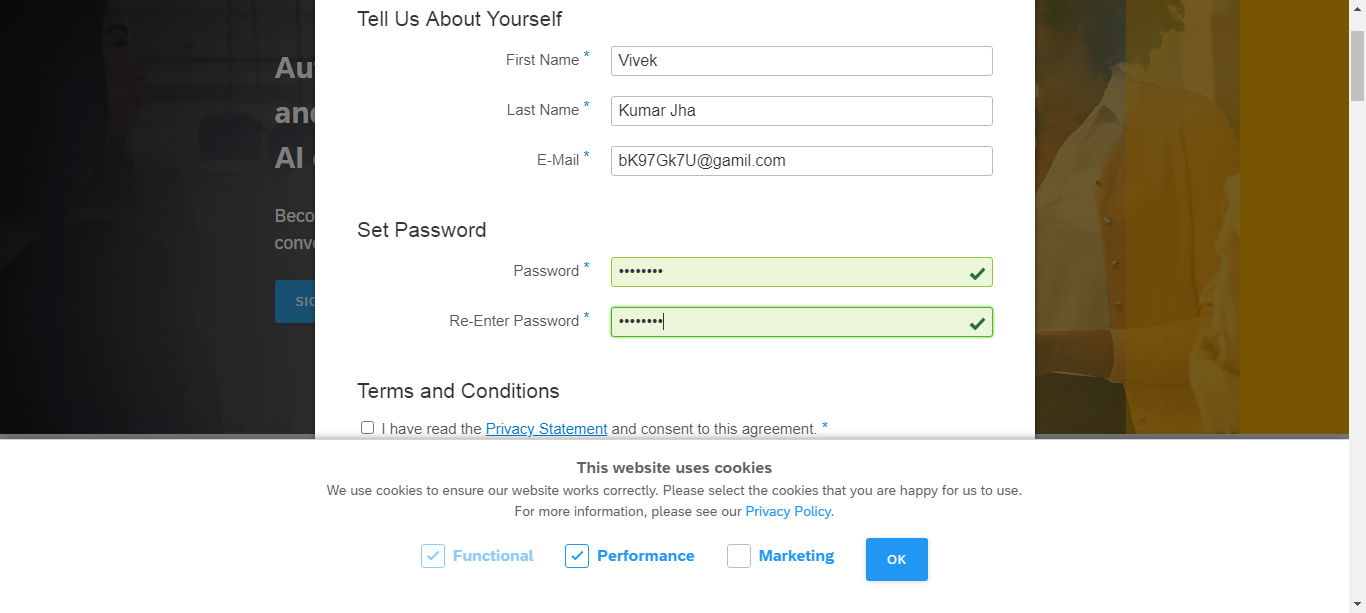 Tell Us About Yourself
First Name *
Vivek
Last Name *
Kumar Jha
E-Mail *
bK97Gk7U@gamil.com
Set Password
Password *
••••••••
Re-Enter Password *
••••••••
Terms and Conditions
I have read the Privacy Statement and consent to this agreement. *
AI
This website uses cookies
We use cookies to ensure our website works correctly. Please select the cookies that you are happy for us to use.
For more information, please see our Privacy Policy.
Functional
Performance
Marketing
OK